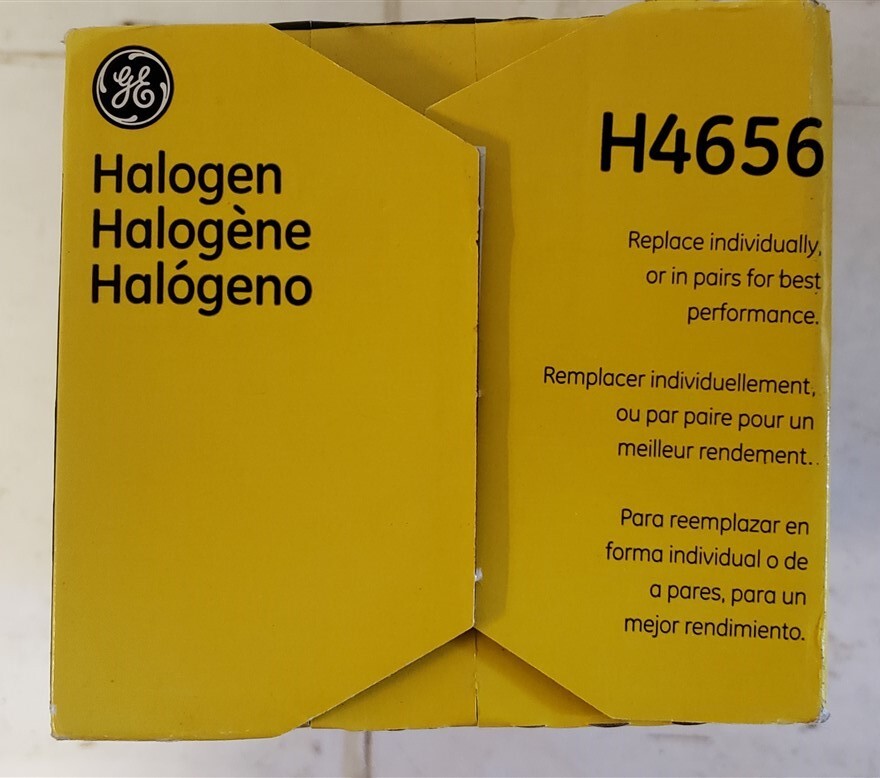 GE
Halogen
Halogène
Halógeno
H4656
Replace individually,
or in pairs for best
performance.
Remplacer individuellement,
ou par paire pour un
meilleur rendement.
Para reemplazar en
forma individual o de
a pares, para un
mejor rendimiento.